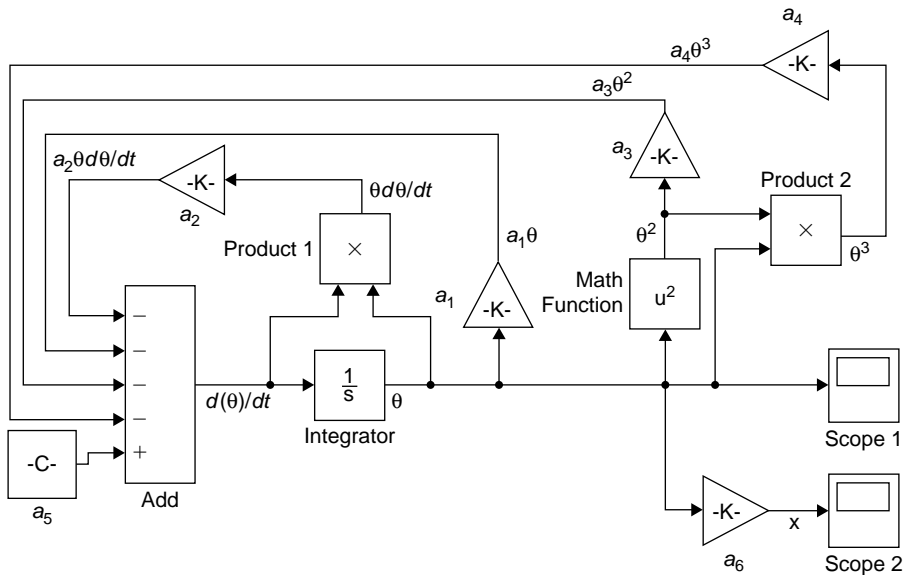 a₄
a₄θ³
-K-
a₃θ²
a₃
-K-
a₂θdθ/dt
-K-
a₂
θdθ/dt
Product 2
×
θ³
Product 1
×
a₁θ
θ²
Math
Function
u²
a₁
-K-
−
−
−
−
+
d(θ)/dt
1
s
θ
Integrator
Scope 1
-C-
a₅
Add
-K-
x
a₆
Scope 2